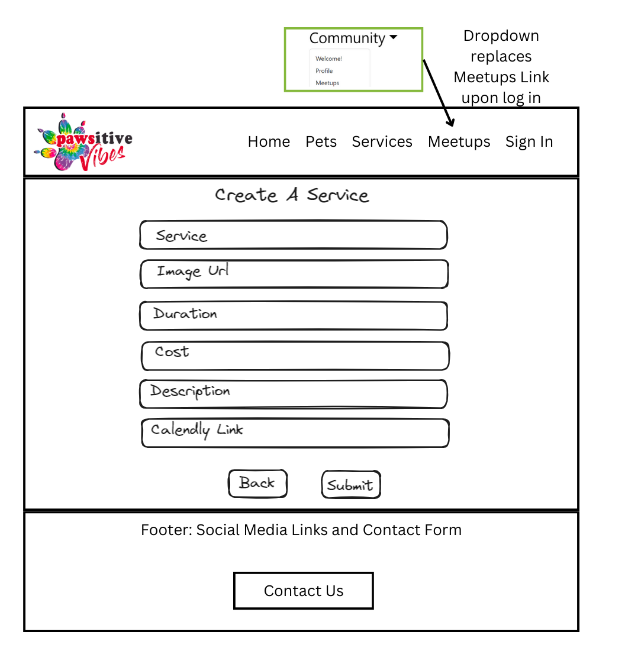 Community
Welcome!
Profile
Meetups
Dropdown
replaces
Meetups Link
upon log in
pawsitive
Vibes
Home Pets Services Meetups Sign In
Create A Service
Service
Image Url
Duration
Cost
Description
Calendly Link
Back Submit
Footer: Social Media Links and Contact Form
Contact Us